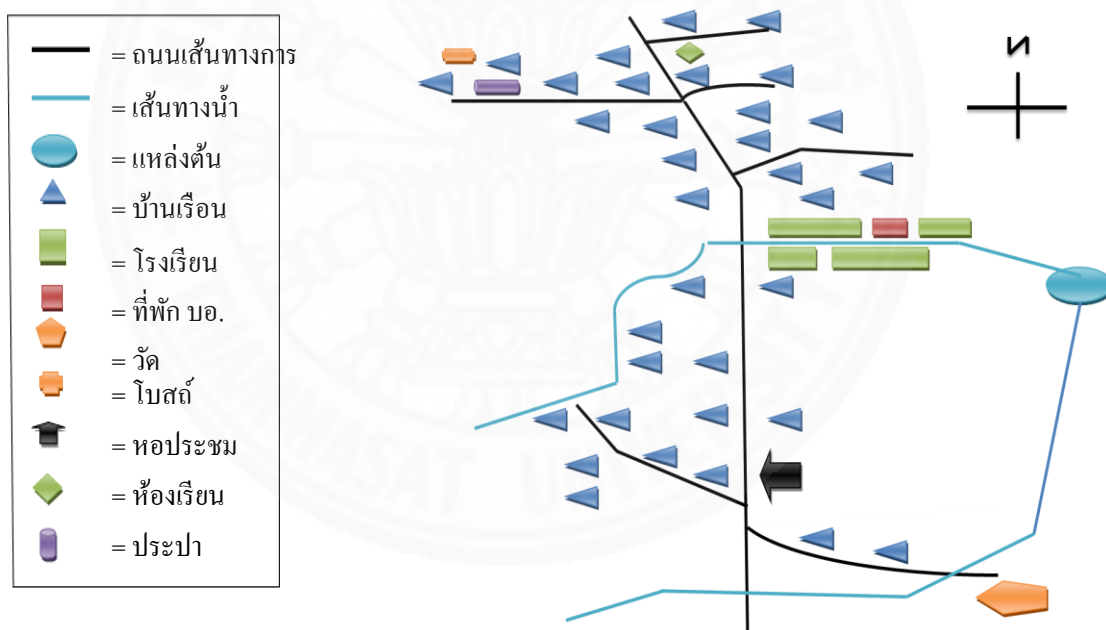 = ถนนเส้นทางการ
= เส้นทางน้ำ
= แหล่งต้น
= บ้านเรือน
= โรงเรียน
= ที่พัก บอ.
= วัด
= โบสถ์
= หอประชม
= ห้องเรียน
= ประปา
N